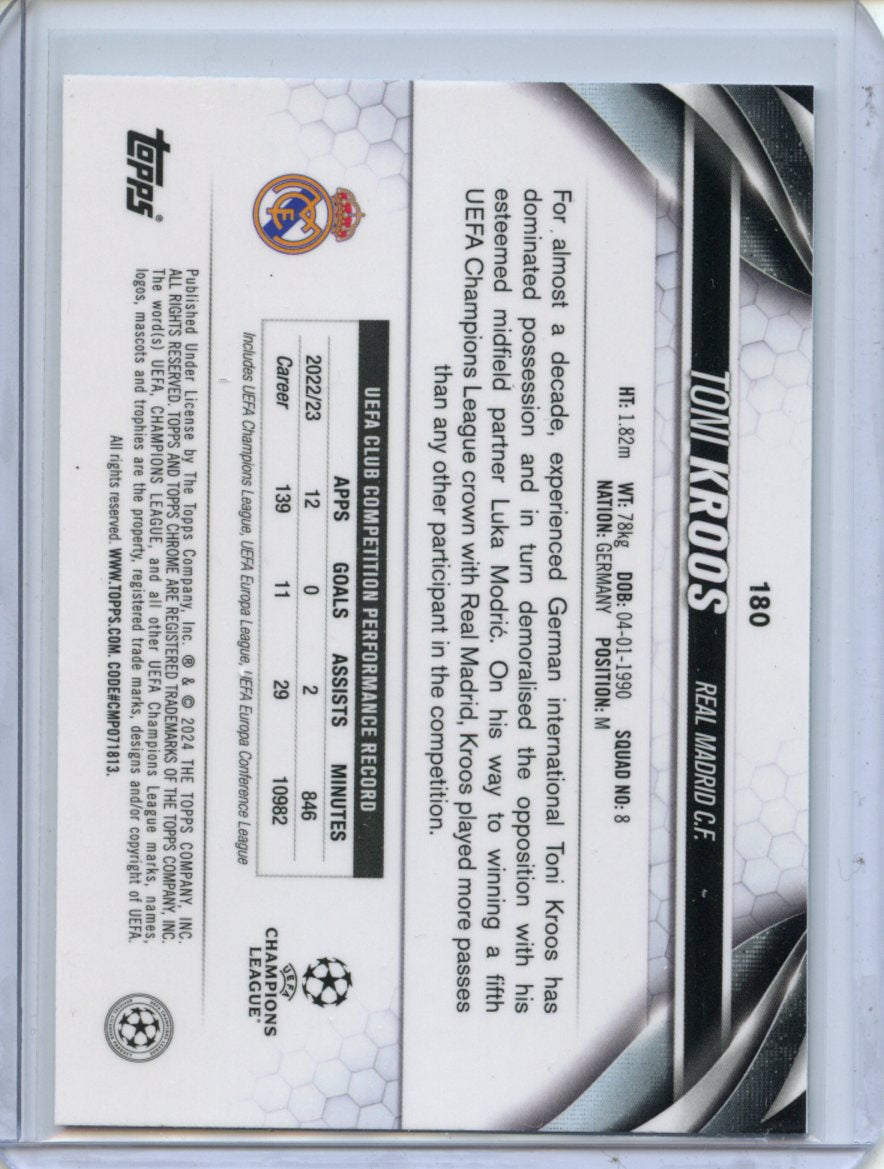 180
TONI KROOS REAL MADRID C.F.
HT: 1.82m WT: 78kg DOB: 04-01-1990 SQUAD NO: 8
NATION: GERMANY POSITION: M
For almost a decade, experienced German international Toni Kroos has
dominated possession and in turn demoralised the opposition with his
esteemed midfield partner Luka Modrić. On his way to winning a fifth
UEFA Champions League crown with Real Madrid, Kroos played more passes
than any other participant in the competition.
UEFA CLUB COMPETITION PERFORMANCE RECORD
APPS GOALS ASSISTS MINUTES
2022/23 12 0 2 846
Career 139 11 29 10982
Includes UEFA Champions League, UEFA Europa League, UEFA Europa Conference League
UEFA
CHAMPIONS
LEAGUE®
topps®
Published Under License by The Topps Company, Inc. ® & © 2024 THE TOPPS COMPANY, INC.
ALL RIGHTS RESERVED. TOPPS AND TOPPS CHROME ARE REGISTERED TRADEMARKS OF THE TOPPS COMPANY, INC.
The word(s) UEFA, CHAMPIONS LEAGUE, and all other UEFA Champions League marks, names,
logos, mascots and trophies are the property, registered trade marks, designs and/or copyright of UEFA.
All rights reserved. WWW.TOPPS.COM. CODE#CMP071813.